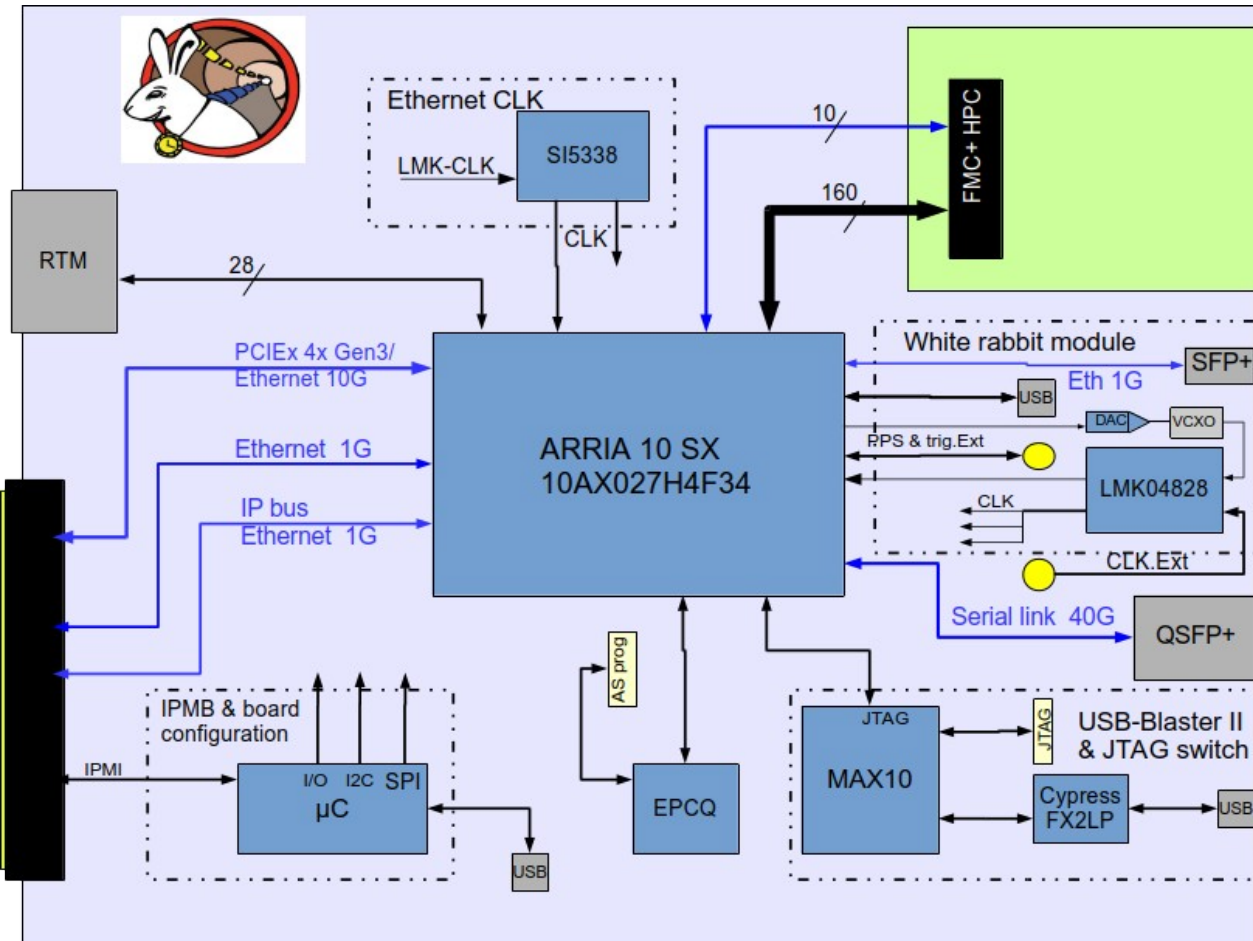 Ethernet CLK
SI5338
LMK-CLK
CLK
10
160
FMC+ HPC
RTM
28
PCIEx 4x Gen3/
Ethernet 10G
Ethernet 1G
IP bus
Ethernet 1G
ARRIA 10 SX
10AX027H4F34
White rabbit module
SFP+
Eth 1G
USB
DAC
VCXO
PPS & trig.Ext
LMK04828
CLK
CLK.Ext
Serial link 40G
QSFP+
IPMB & board
configuration
IPMI
I/O I2C SPI
µC
USB
AS prog
EPCQ
JTAG
MAX10
JTAG
USB-Blaster II
& JTAG switch
Cypress
FX2LP
USB